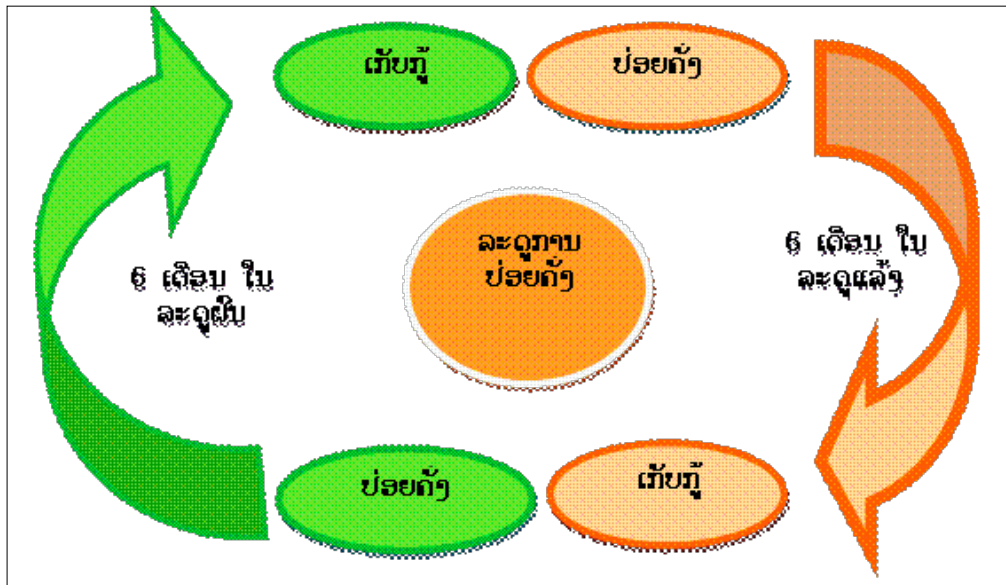 ເກັບກູ້
ປ່ອຍຄັ່ງ
6 ເດືອນ ໃນ
ລະດູຝົນ
ລະດູການ
ປ່ອຍຄັ່ງ
6 ເດືອນ ໃນ
ລະດູແລ້ງ
ປ່ອຍຄັ່ງ
ເກັບກູ້